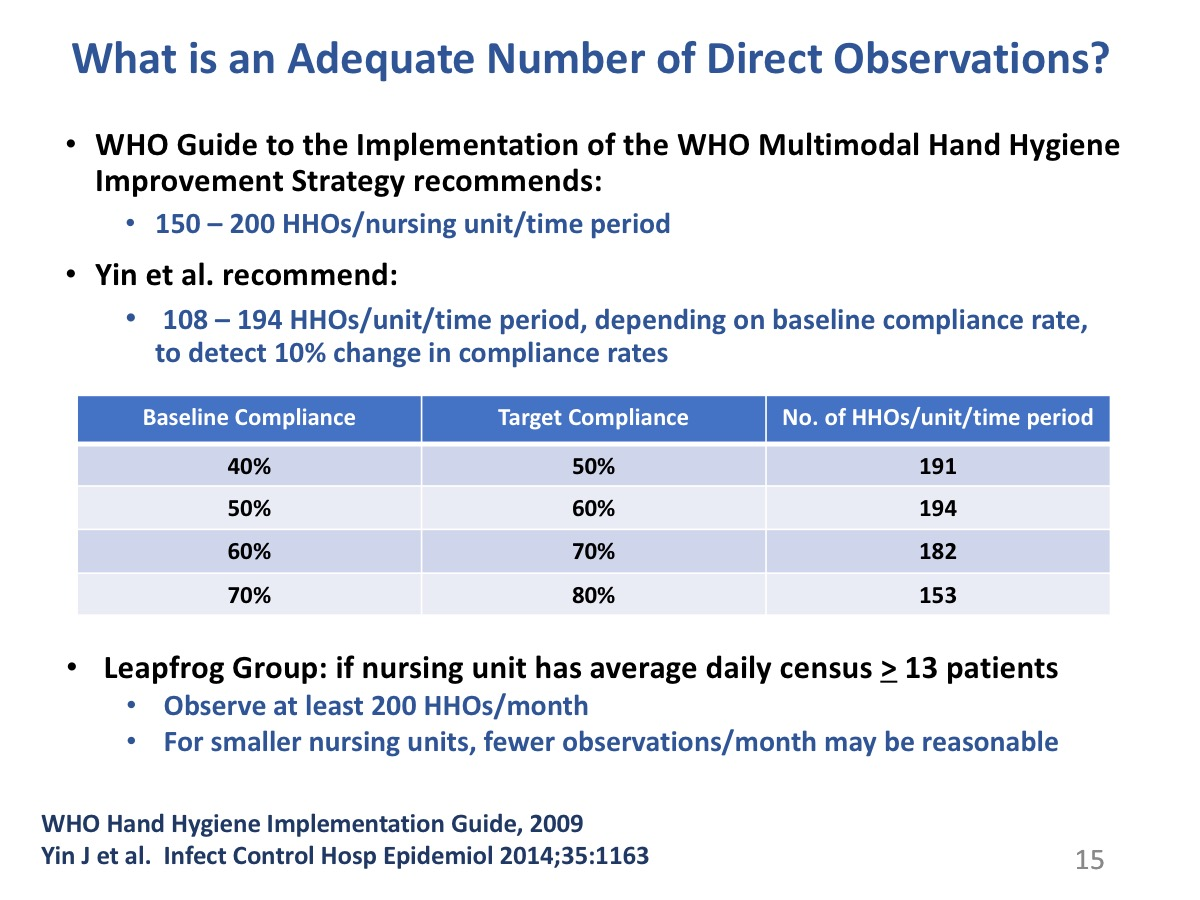 What is an Adequate Number of Direct Observations?
• WHO Guide to the Implementation of the WHO Multimodal Hand Hygiene
Improvement Strategy recommends:
• 150 – 200 HHOs/nursing unit/time period
• Yin et al. recommend:
• 108 – 194 HHOs/unit/time period, depending on baseline compliance rate,
to detect 10% change in compliance rates
Baseline Compliance Target Compliance No. of HHOs/unit/time period
40% 50% 191
50% 60% 194
60% 70% 182
70% 80% 153
• Leapfrog Group: if nursing unit has average daily census > 13 patients
• Observe at least 200 HHOs/month
• For smaller nursing units, fewer observations/month may be reasonable
WHO Hand Hygiene Implementation Guide, 2009
Yin J et al. Infect Control Hosp Epidemiol 2014;35:1163
15